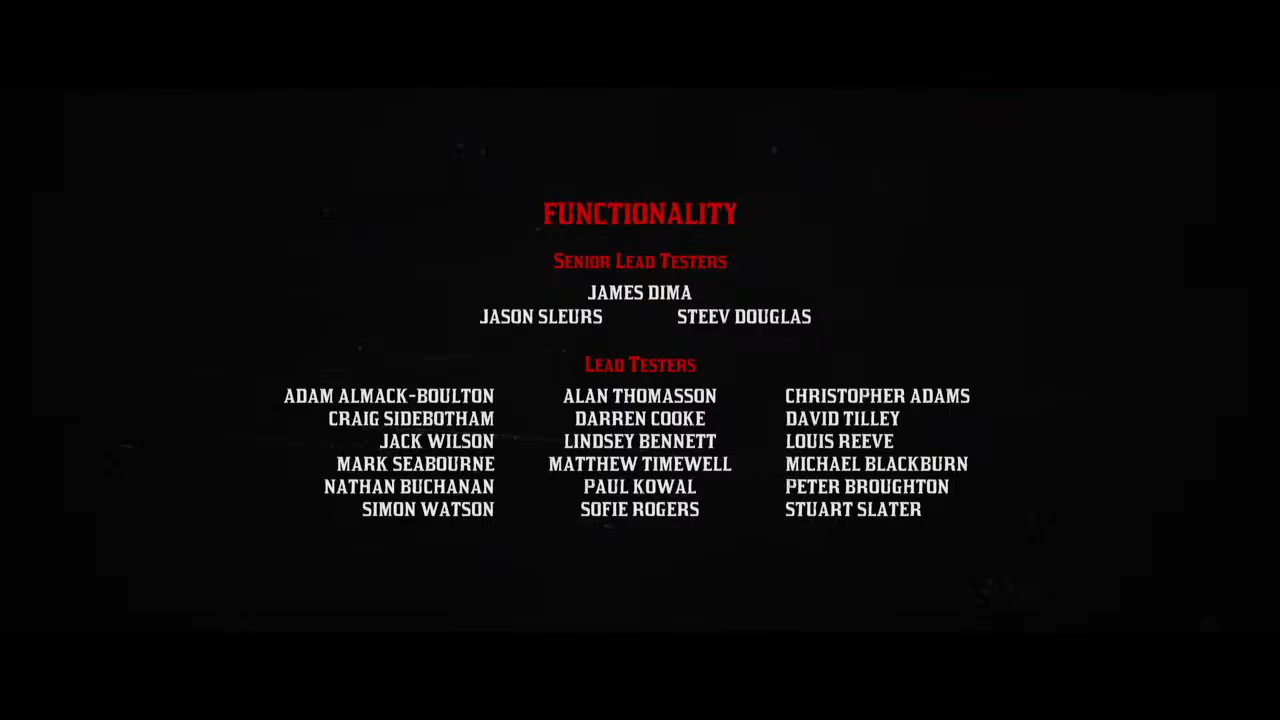 FUNCTIONALITY
SENIOR LEAD TESTERS
JAMES DIMA
JASON SLEURS STEEV DOUGLAS
LEAD TESTERS
ADAM ALMACK-BOULTON ALAN THOMASSON CHRISTOPHER ADAMS
CRAIG SIDEBOTHAM DARREN COOKE DAVID TILLEY
JACK WILSON LINDSEY BENNETT LOUIS REEVE
MARK SEABOURNE MATTHEW TIMEWELL MICHAEL BLACKBURN
NATHAN BUCHANAN PAUL KOWAL PETER BROUGHTON
SIMON WATSON SOFIE ROGERS STUART SLATER